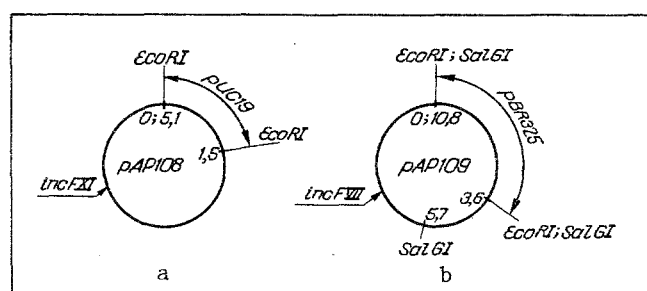 EcoRI
pUC19
0; 5,1
EcoRI
1,5
pAP108
incFXI
a
EcoRI; SalGI
pBR325
0; 10,8
pAP109
incFVII
3,6
5,7
SalGI
EcoRI; SalGI
b